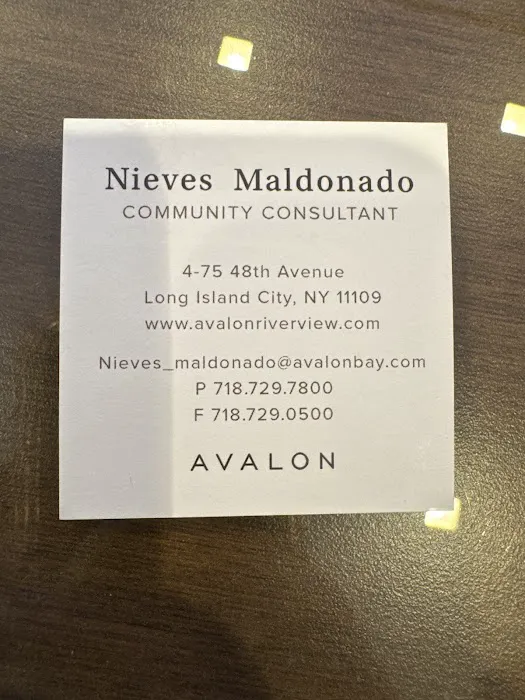 Nieves Maldonado
COMMUNITY CONSULTANT
4-75 48th Avenue
Long Island City, NY 11109
www.avalonriverview.com
Nieves_maldonado@avalonbay.com
P 718.729.7800
F 718.729.0500
AVALON